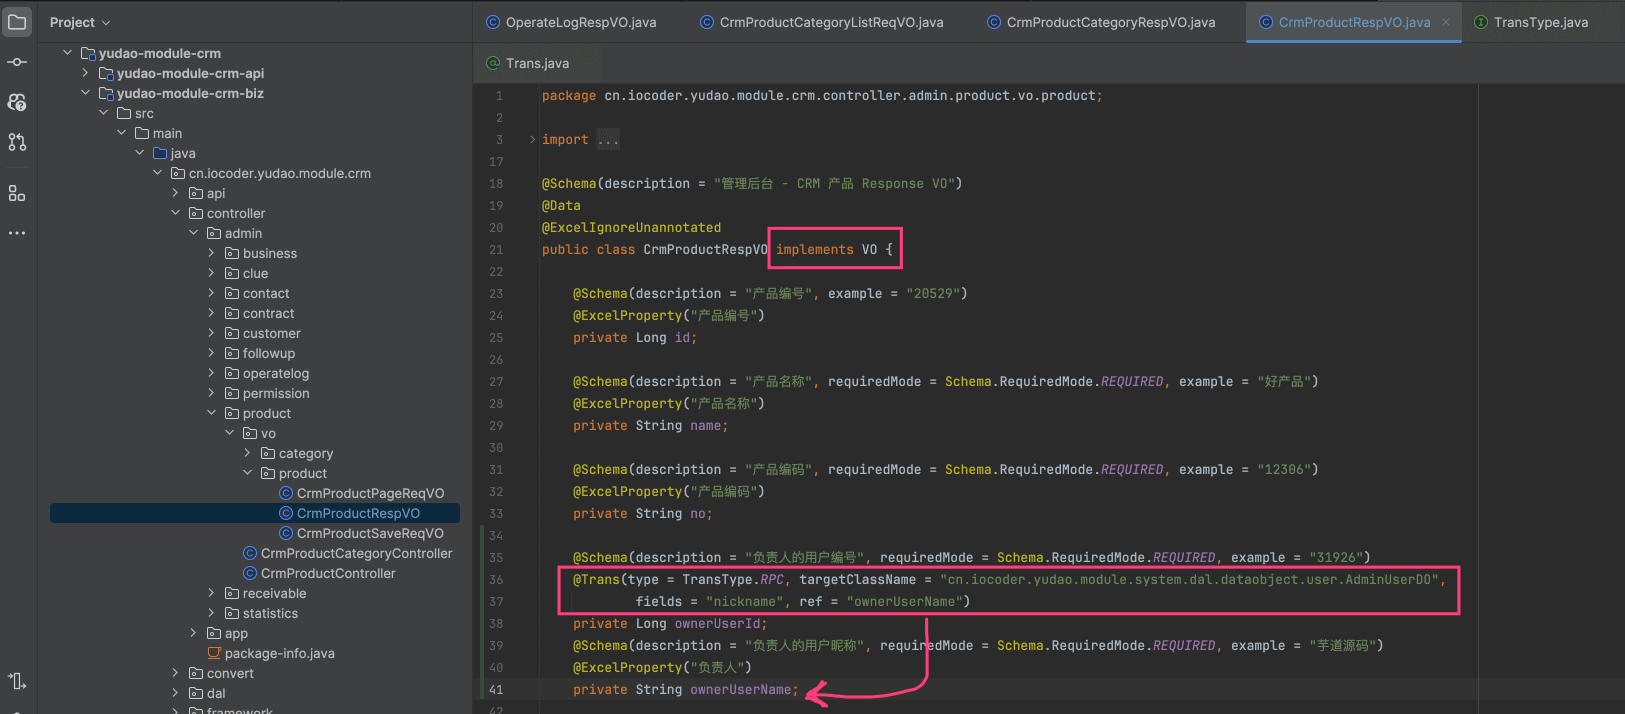 Project
OperateLogRespVO.java
CrmProductCategoryListReqVO.java
CrmProductCategoryRespVO.java
CrmProductRespVO.java
TransType.java
Trans.java
yudao-module-crm
yudao-module-crm-api
yudao-module-crm-biz
src
main
java
cn.iocoder.yudao.module.crm
api
controller
admin
business
clue
contact
contract
customer
followup
operatelog
permission
product
vo
category
product
CrmProductPageReqVO
CrmProductRespVO
CrmProductSaveReqVO
CrmProductCategoryController
CrmProductController
receivable
statistics
app
package-info.java
convert
dal
framework
1 package cn.iocoder.yudao.module.crm.controller.admin.product.vo.product;
2
3 import ...
17
18 @Schema(description = "管理后台 - CRM 产品 Response VO")
19 @Data
20 @ExcelIgnoreUnannotated
21 public class CrmProductRespVO implements VO {
22
23 @Schema(description = "产品编号", example = "20529")
24 @ExcelProperty("产品编号")
25 private Long id;
26
27 @Schema(description = "产品名称", requiredMode = Schema.RequiredMode.REQUIRED, example = "好产品")
28 @ExcelProperty("产品名称")
29 private String name;
30
31 @Schema(description = "产品编码", requiredMode = Schema.RequiredMode.REQUIRED, example = "12306")
32 @ExcelProperty("产品编码")
33 private String no;
34
35 @Schema(description = "负责人的用户编号", requiredMode = Schema.RequiredMode.REQUIRED, example = "31926")
36 @Trans(type = TransType.RPC, targetClassName = "cn.iocoder.yudao.module.system.dal.dataobject.user.AdminUserDO",
37 fields = "nickname", ref = "ownerUserName")
38 private Long ownerUserId;
39 @Schema(description = "负责人的用户昵称", requiredMode = Schema.RequiredMode.REQUIRED, example = "芋道源码")
40 @ExcelProperty("负责人")
41 private String ownerUserName;
42